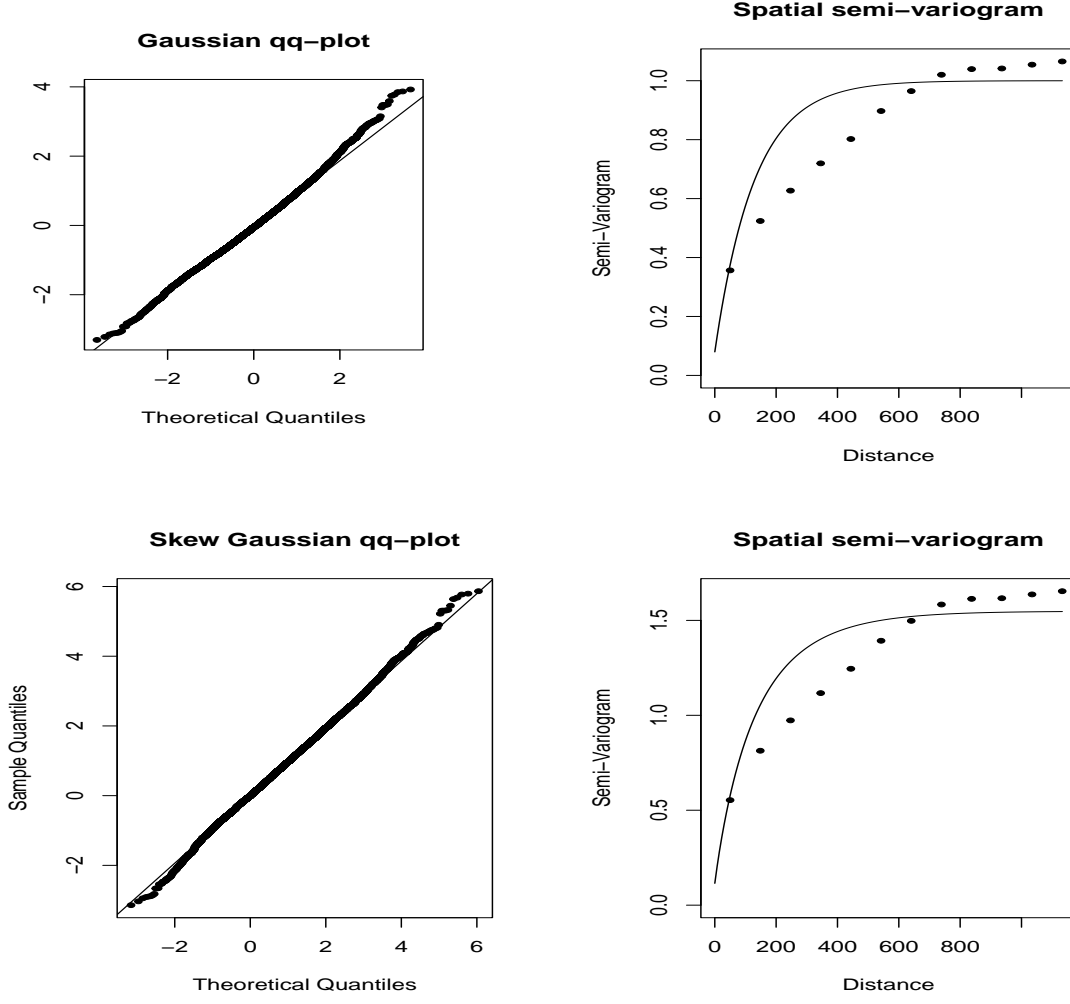 Gaussian qq−plot
4
2
0
−2
−2 0 2
Theoretical Quantiles
Spatial semi−variogram
1.0
0.8
0.6
0.4
0.2
0.0
Semi−Variogram
0 200 400 600 800
Distance
Skew Gaussian qq−plot
6
4
2
0
−2
Sample Quantiles
−2 0 2 4 6
Theoretical Quantiles
Spatial semi−variogram
1.5
1.0
0.5
0.0
Semi−Variogram
0 200 400 600 800
Distance